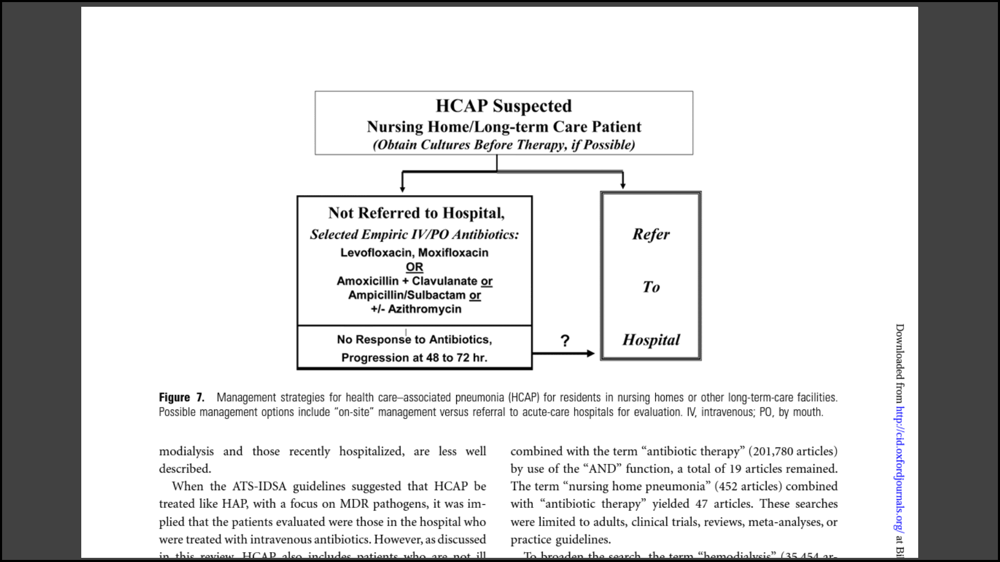 HCAP Suspected
Nursing Home/Long-term Care Patient
(Obtain Cultures Before Therapy, if Possible)
Not Referred to Hospital,
Selected Empiric IV/PO Antibiotics:
Levofloxacin, Moxifloxacin
OR
Amoxicillin + Clavulanate or
Ampicillin/Sulbactam or
+/- Azithromycin
No Response to Antibiotics,
Progression at 48 to 72 hr.
?
Refer
To
Hospital
Figure 7. Management strategies for health care–associated pneumonia (HCAP) for residents in nursing homes or other long-term-care facilities.
Possible management options include “on-site” management versus referral to acute-care hospitals for evaluation. IV, intravenous; PO, by mouth.
modialysis and those recently hospitalized, are less well
described.
When the ATS-IDSA guidelines suggested that HCAP be
treated like HAP, with a focus on MDR pathogens, it was im-
plied that the patients evaluated were those in the hospital who
were treated with intravenous antibiotics. However, as discussed
in this review, HCAP also includes patients who are not ill
combined with the term “antibiotic therapy” (201,780 articles)
by use of the “AND” function, a total of 19 articles remained.
The term “nursing home pneumonia” (452 articles) combined
with “antibiotic therapy” yielded 47 articles. These searches
were limited to adults, clinical trials, reviews, meta-analyses, or
practice guidelines.
To broaden the search, the term “hemodialysis” (35,454 ar-
Downloaded from http://cid.oxfordjournals.org/ at Bi